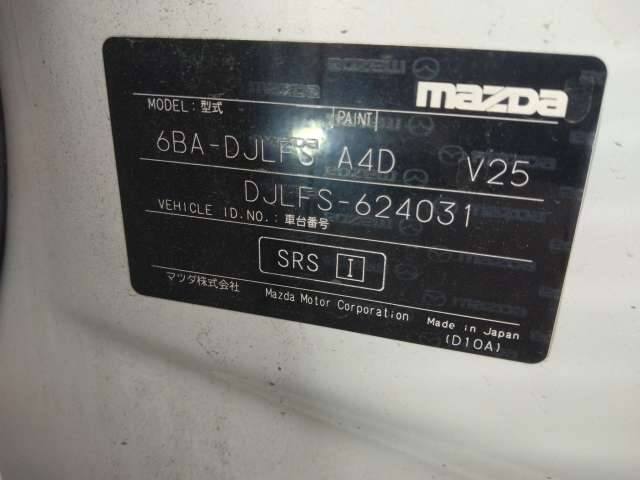 mazda
MODEL:型式 PAINT
6BA-DJLFS A4D V25
DJLFS-624031
VEHICLE ID.NO.:車台番号
SRS I
マツダ株式会社 Mazda Motor Corporation Made in Japan
(D10A)